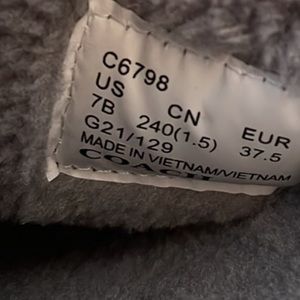 C6798
US CN EUR
7B 240(1.5) 37.5
G21/129
MADE IN VIETNAM/VIETNAM
COACH